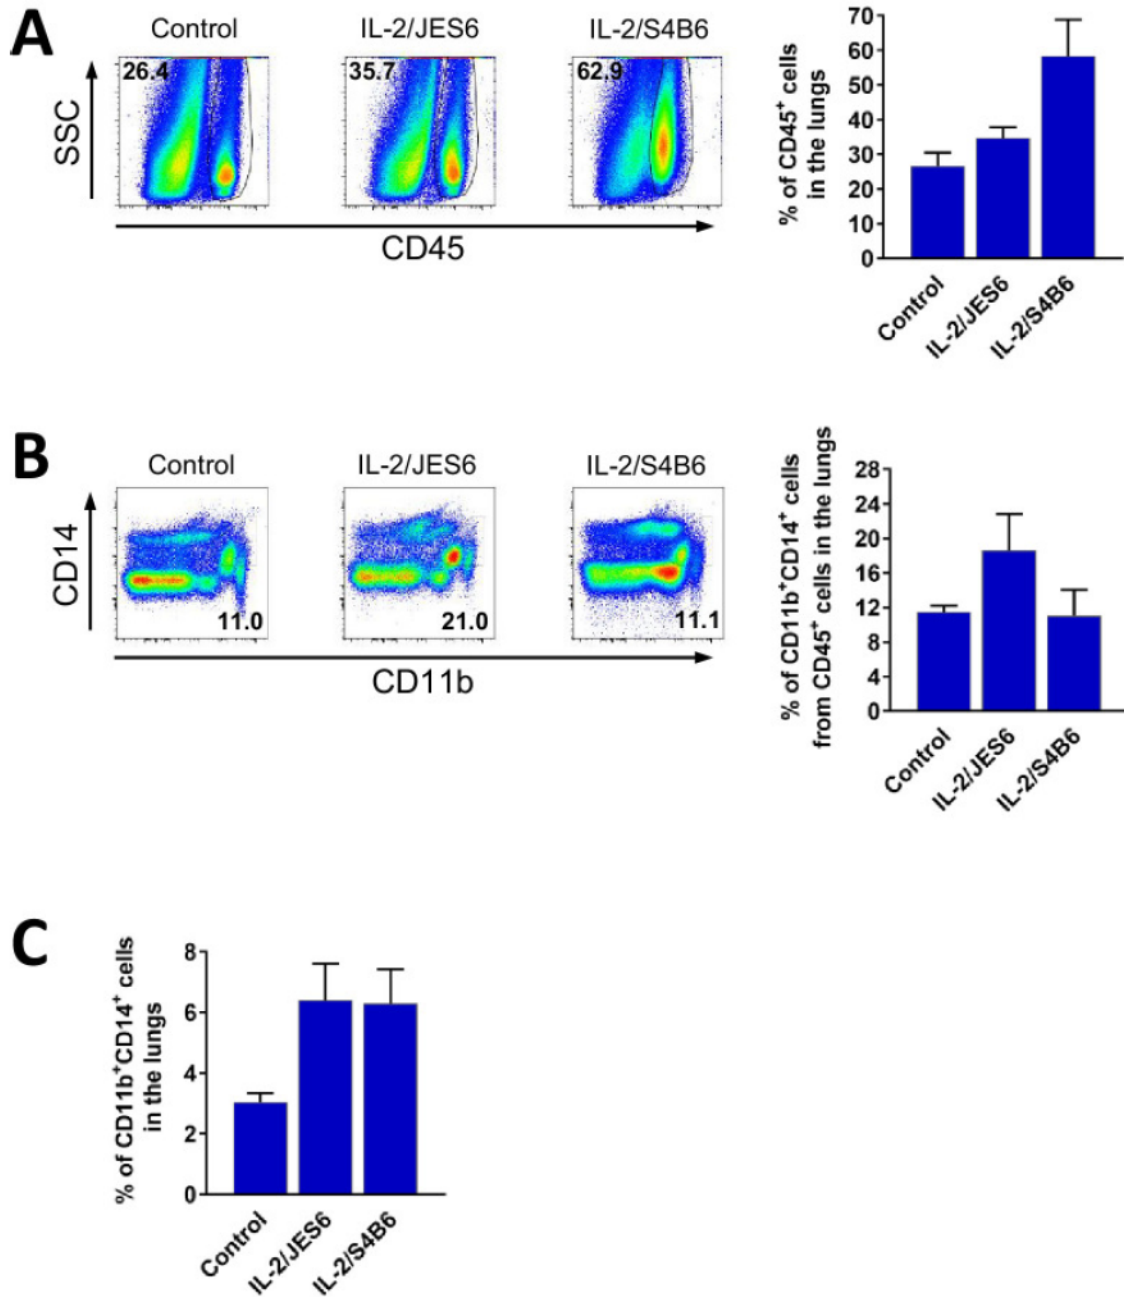 A
Control
IL-2/JES6
IL-2/S4B6
26.4
35.7
62.9
SSC
CD45
% of CD45⁺ cells
in the lungs
70
60
50
40
30
20
10
0
Control
IL-2/JES6
IL-2/S4B6
B
Control
IL-2/JES6
IL-2/S4B6
CD14
11.0
21.0
11.1
CD11b
% of CD11b⁺CD14⁺ cells
from CD45⁺ cells in the lungs
28
24
20
16
12
8
4
0
Control
IL-2/JES6
IL-2/S4B6
C
% of CD11b⁺CD14⁺ cells
in the lungs
8
6
4
2
0
Control
IL-2/JES6
IL-2/S4B6